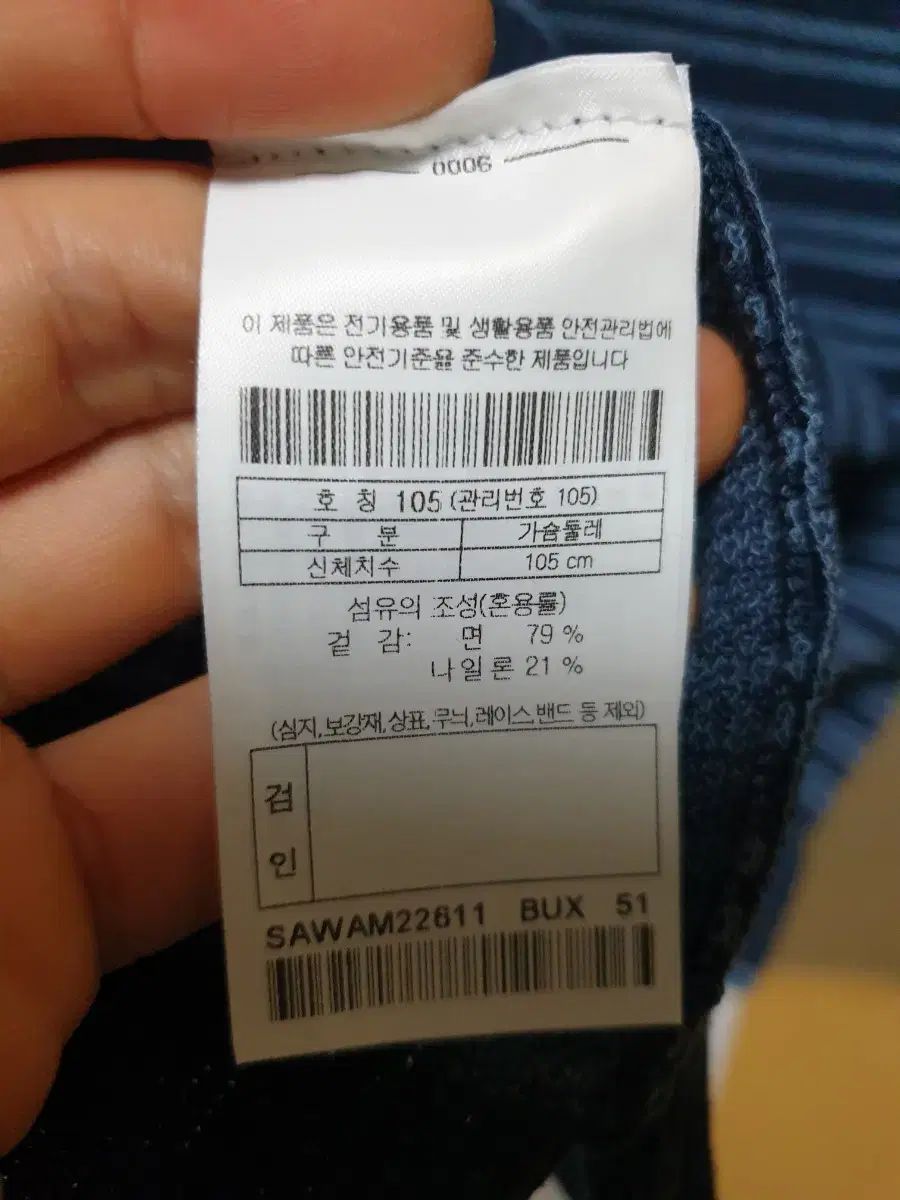 0006
이 제품은 전기용품 및 생활용품 안전관리법에
따른 안전기준을 준수한 제품입니다
호 칭 105 (관리번호 105)
구 분 가슴둘레
신체치수 105 cm
섬유의 조성(혼용률)
겉 감: 면 79 %
나일론 21 %
(심지,보강재,상표,무늬,레이스,밴드 등 제외)
검
인
SAWAM22611 BUX 51